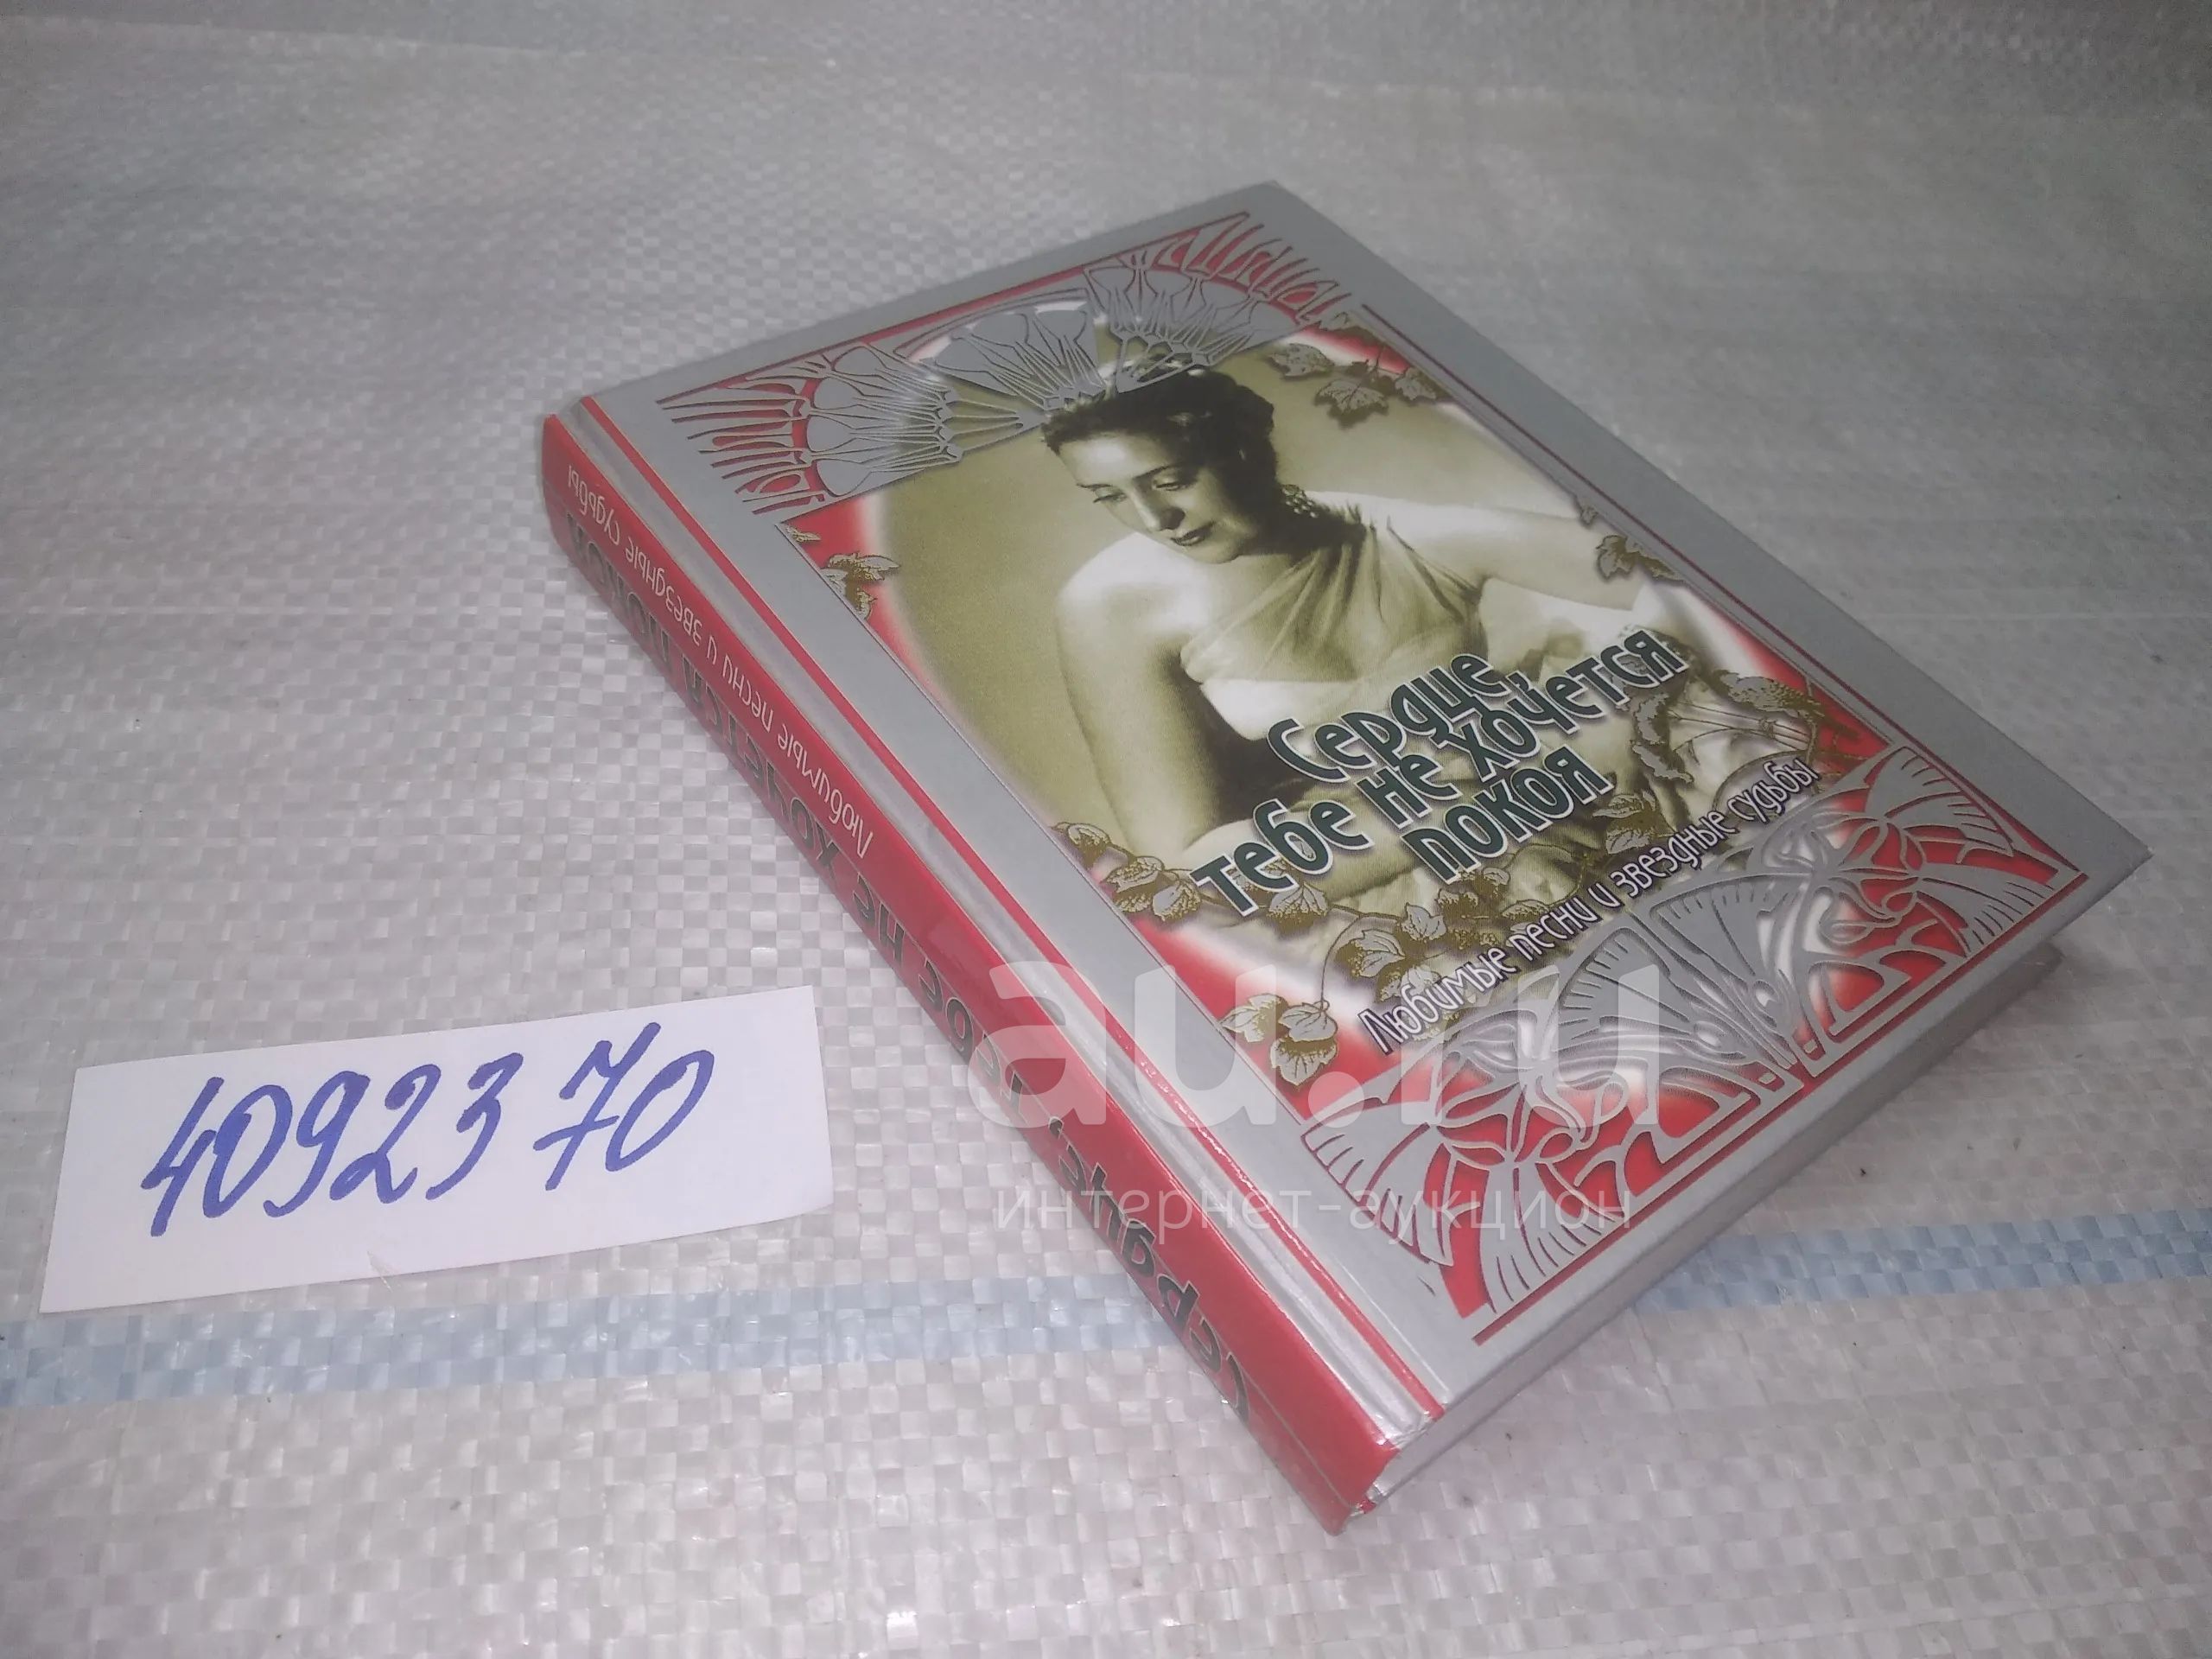 Сердце,
тебе не хочется
покоя
Любимые песни и звездные судьбы
Любимые песни и звездные судьбы
Сердце, тебе не хочется покоя
4092370
au.ru
интернет-аукцион